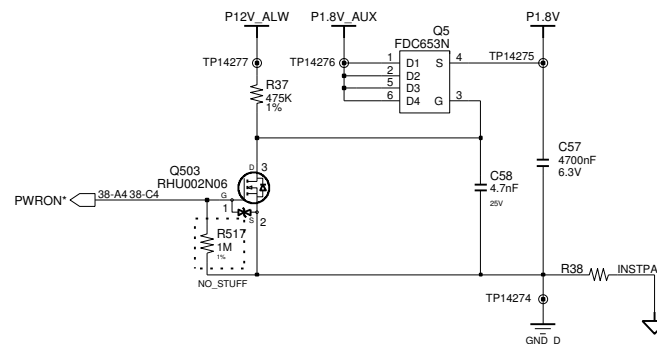 P12V_ALW
P1.8V_AUX
P1.8V
Q5
FDC653N
TP14277
TP14276
TP14275
1 D1 S 4
2 D2
5 D3
6 D4 G 3
R37
475K
1%
Q503
RHU002N06
D 3
G
1
S 2
PWRON*
38-A4 38-C4
R517
1M
1%
NO_STUFF
C58
4.7nF
25V
C57
4700nF
6.3V
R38
INSTPA
TP14274
GND_D